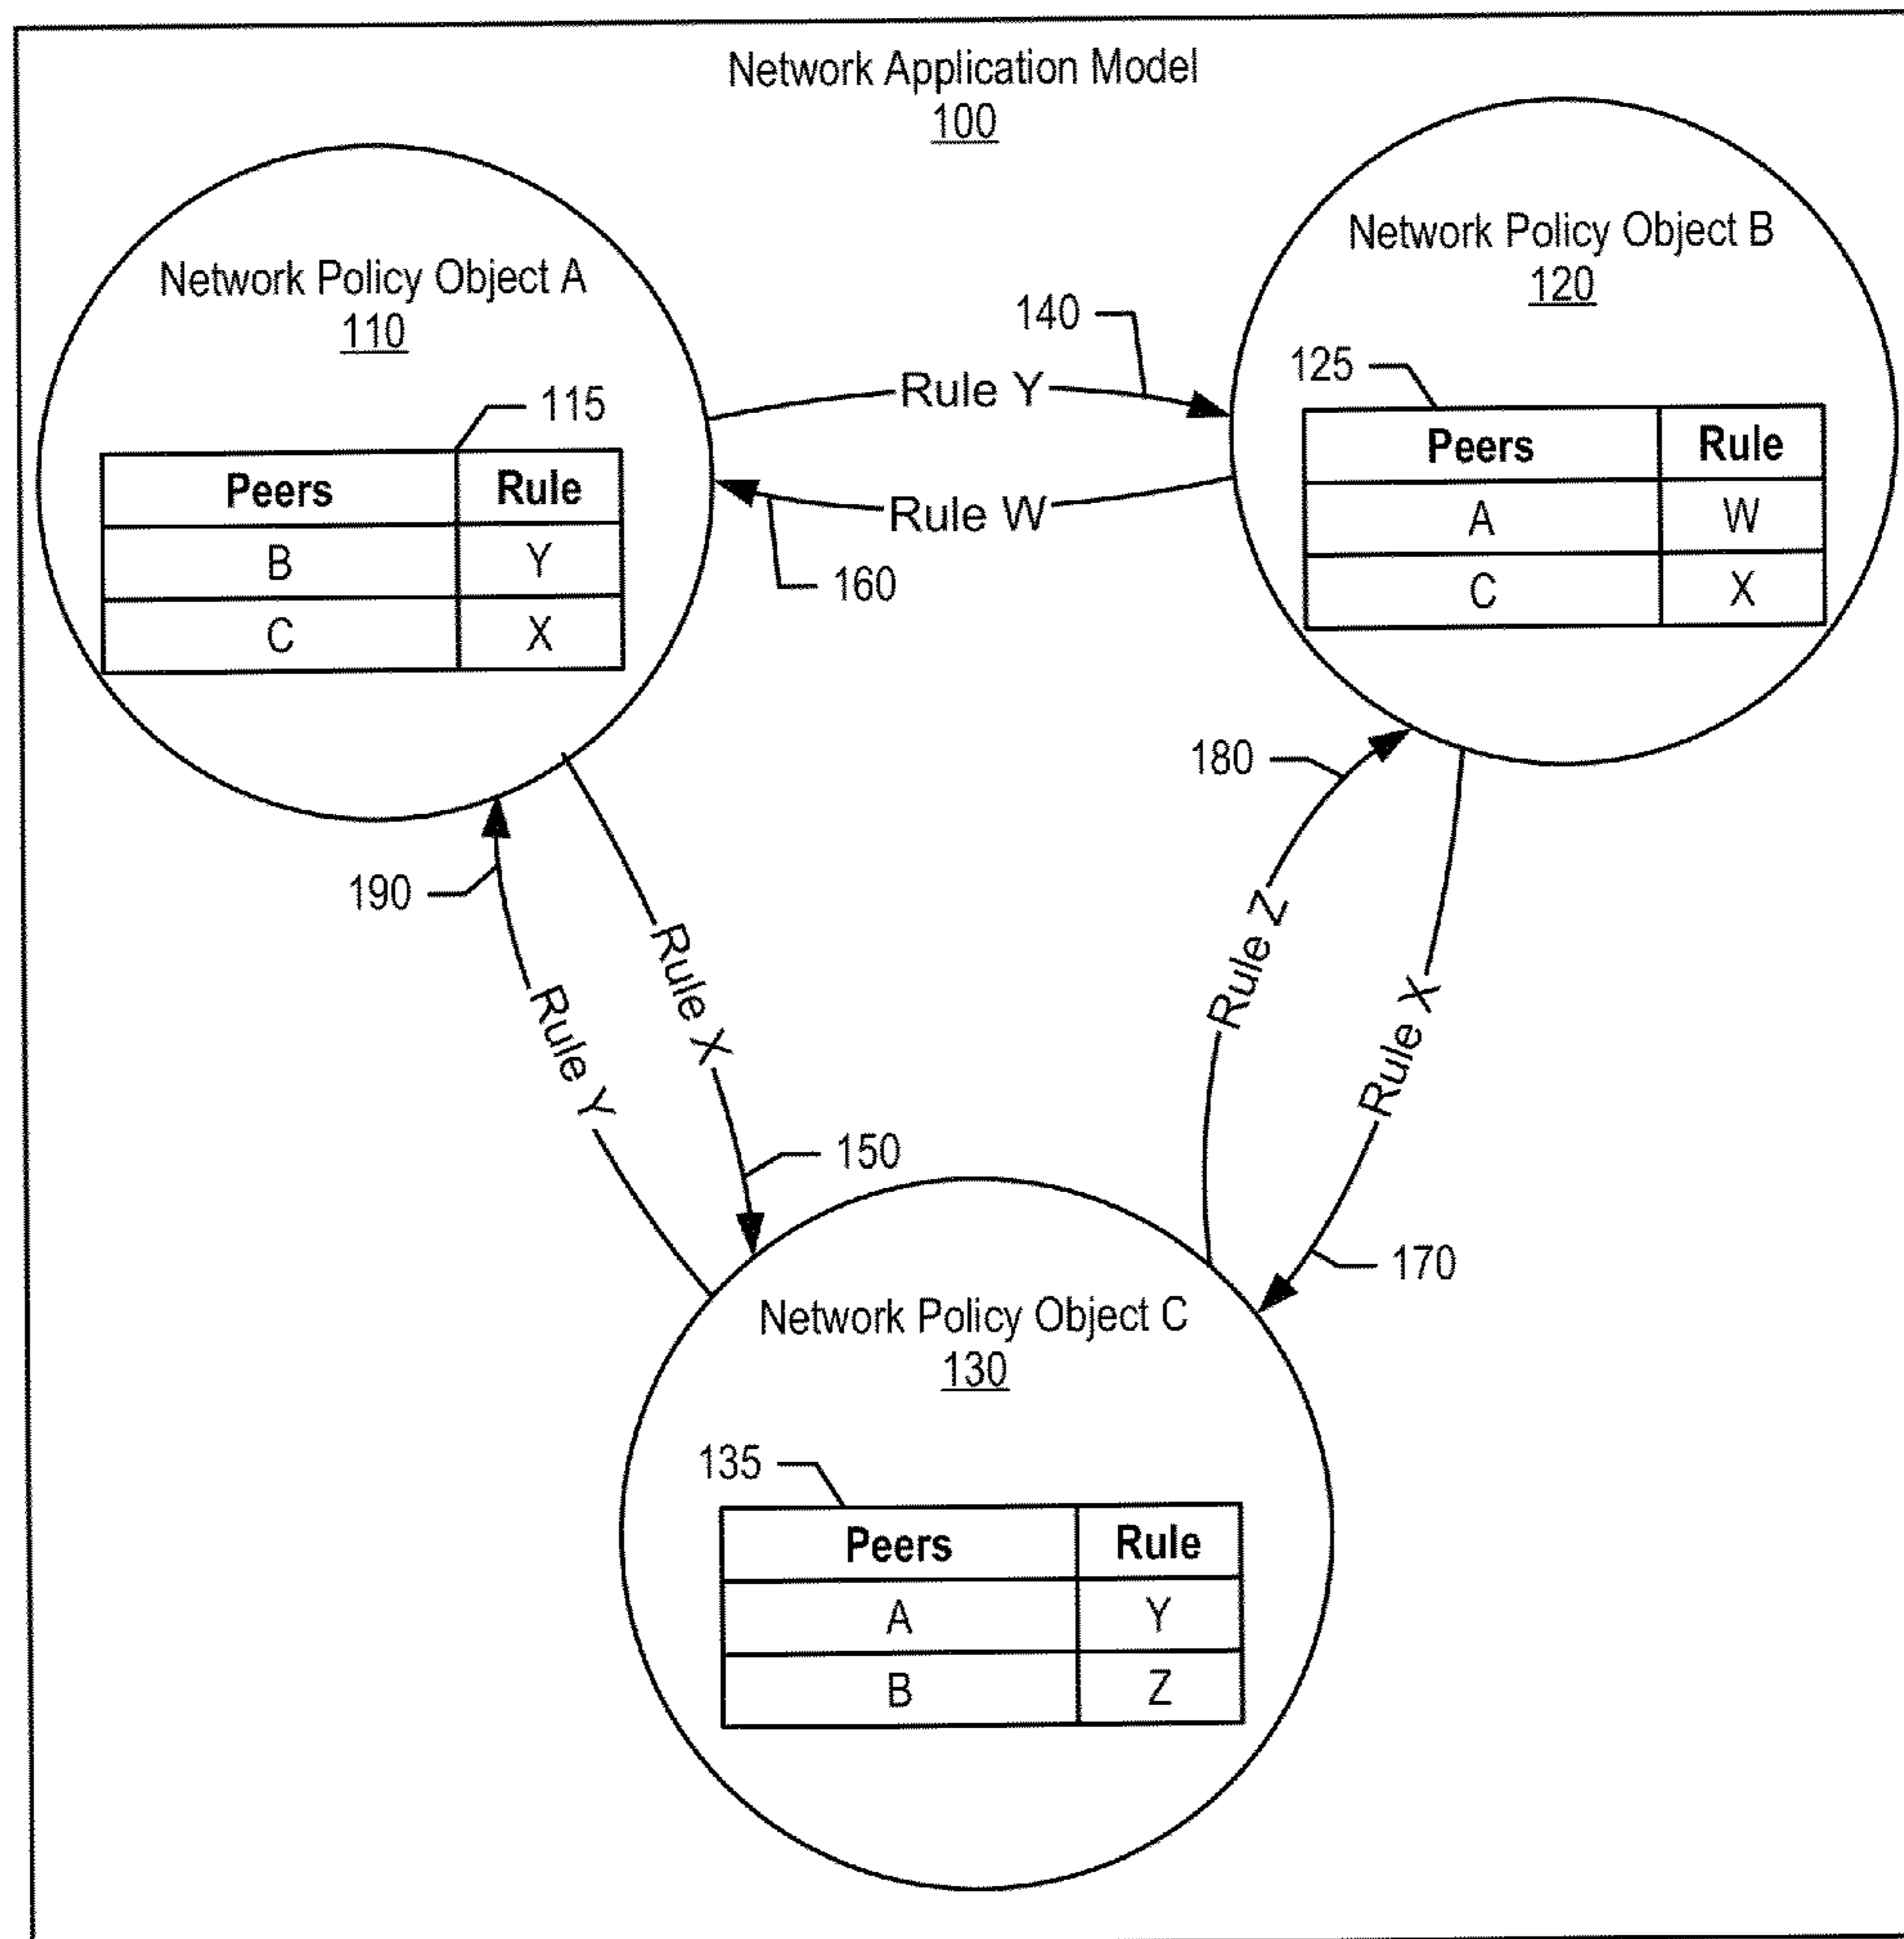 Network Application Model
100
Network Policy Object A
110
115
Peers Rule
B Y
C X
Network Policy Object B
120
125
Peers Rule
A W
C X
140
Rule Y
Rule W
160
180
190
Rule X
Rule Y
Rule Z
Rule X
150
170
Network Policy Object C
130
135
Peers Rule
A Y
B Z